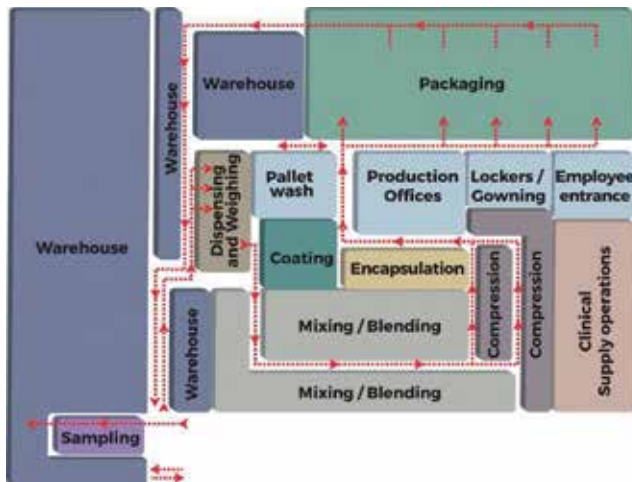 Warehouse
Warehouse
Warehouse
Packaging
Dispensing
and Weighing
Pallet
wash
Production
Offices
Lockers /
Gowning
Employee
entrance
Coating
Encapsulation
Compression
Compression
Clinical
Supply operations
Warehouse
Mixing / Blending
Mixing / Blending
Sampling